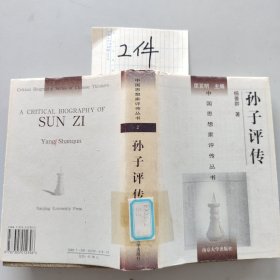 2件
Critical Biography Series of Chinese Thinkers
A CRITICAL BIOGRAPHY OF
SUN ZI
Yang Shanqun
Nanjing University Press
中国思想家评传丛书
2
孙子评传
匡亚明 主编
中国思想家评传丛书
杨善群 著
孙子评传
南京大学出版社